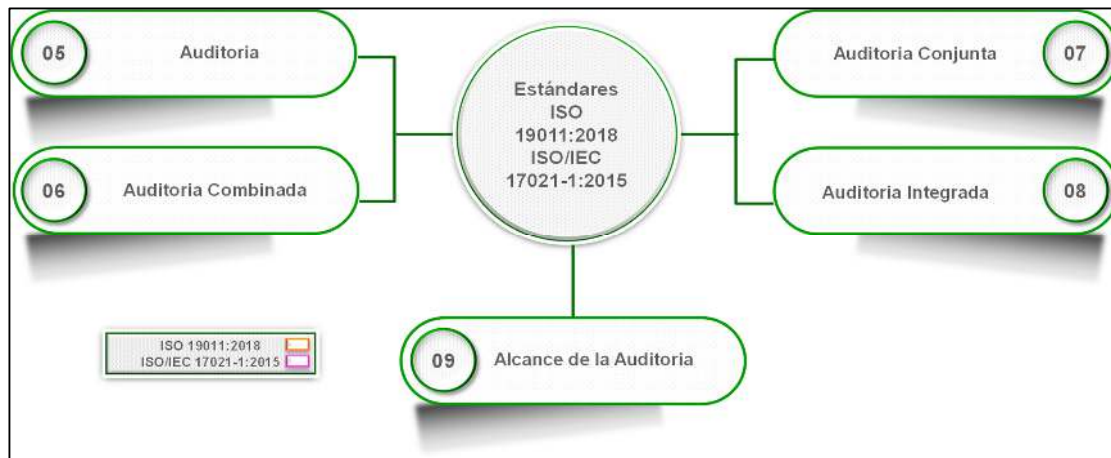 05
Auditoria
06
Auditoria Combinada
Estándares
ISO
19011:2018
ISO/IEC
17021-1:2015
Auditoria Conjunta
07
Auditoria Integrada
08
ISO 19011:2018
ISO/IEC 17021-1:2015
09
Alcance de la Auditoria